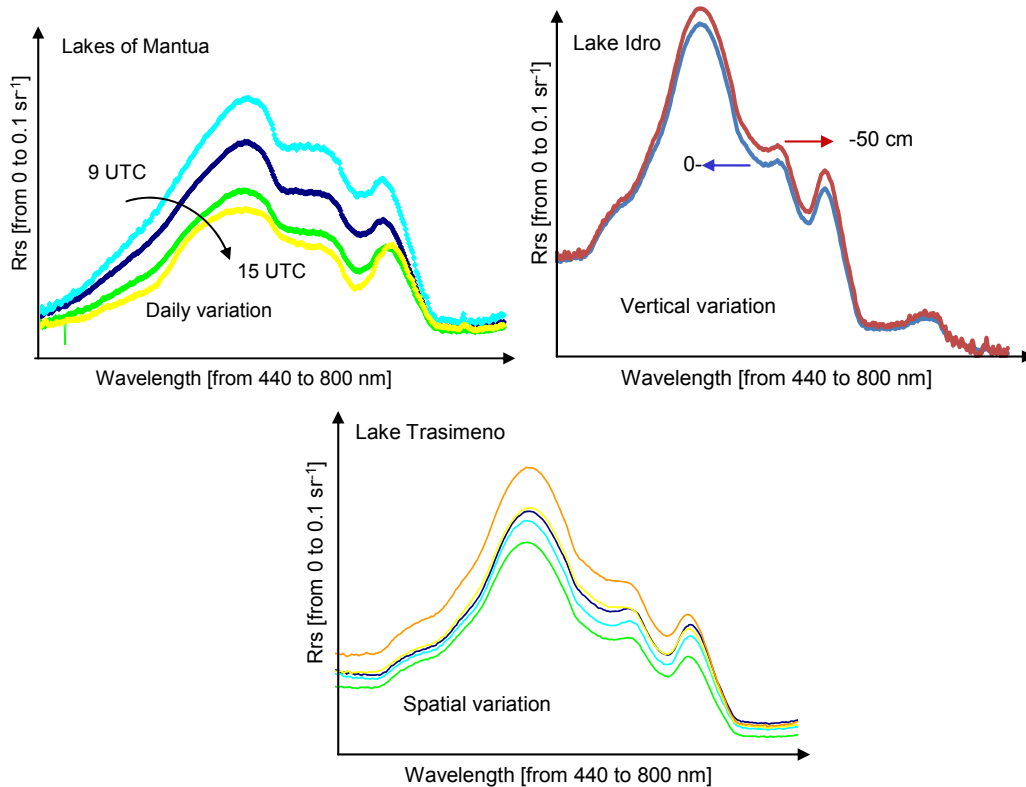 Lakes of Mantua
Rrs [from 0 to 0.1 sr⁻¹]
9 UTC
15 UTC
Daily variation
Wavelength [from 440 to 800 nm]
Lake Idro
Rrs [from 0 to 0.1 sr⁻¹]
-50 cm
0-
Vertical variation
Wavelength [from 440 to 800 nm]
Lake Trasimeno
Rrs [from 0 to 0.1 sr⁻¹]
Spatial variation
Wavelength [from 440 to 800 nm]